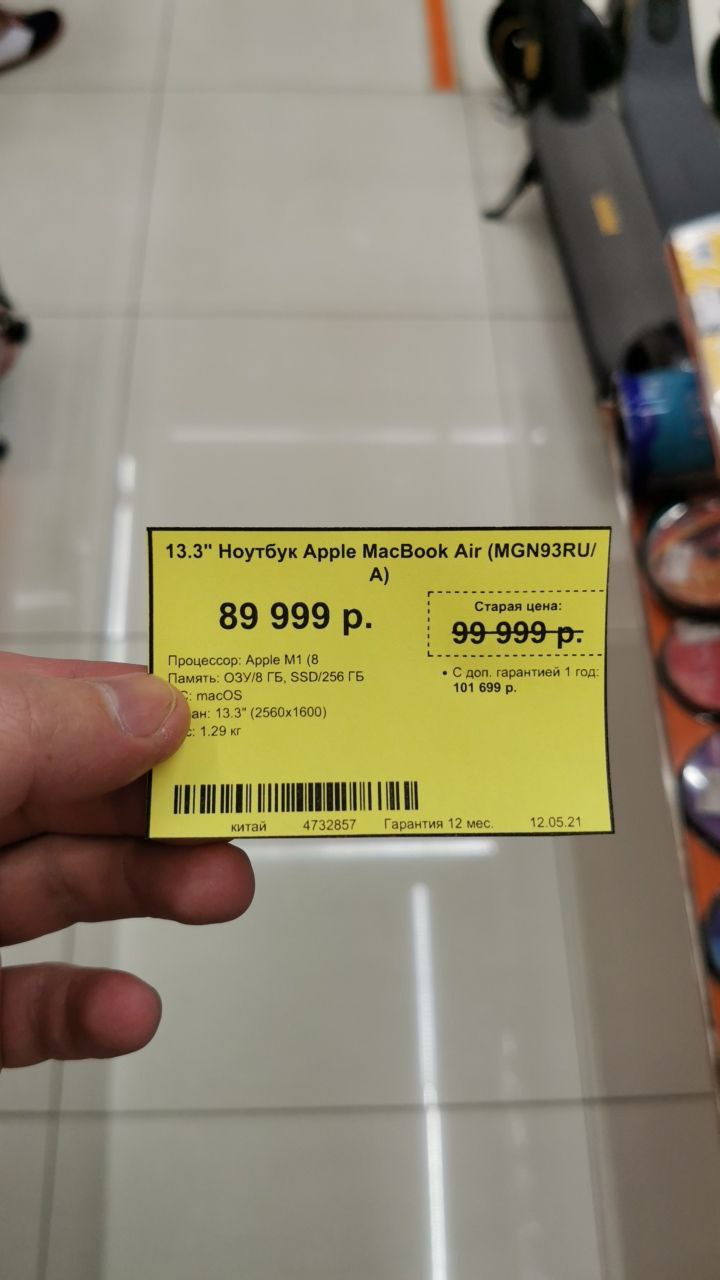 13.3" Ноутбук Apple MacBook Air (MGN93RU/
A)
89 999 р.
Старая цена:
99 999 р.
Процессор: Apple M1 (8
Память: ОЗУ/8 ГБ, SSD/256 ГБ
С: macOS
ан: 13.3" (2560x1600)
с: 1.29 кг
• С доп. гарантией 1 год:
101 699 р.
китай 4732857 Гарантия 12 мес. 12.05.21